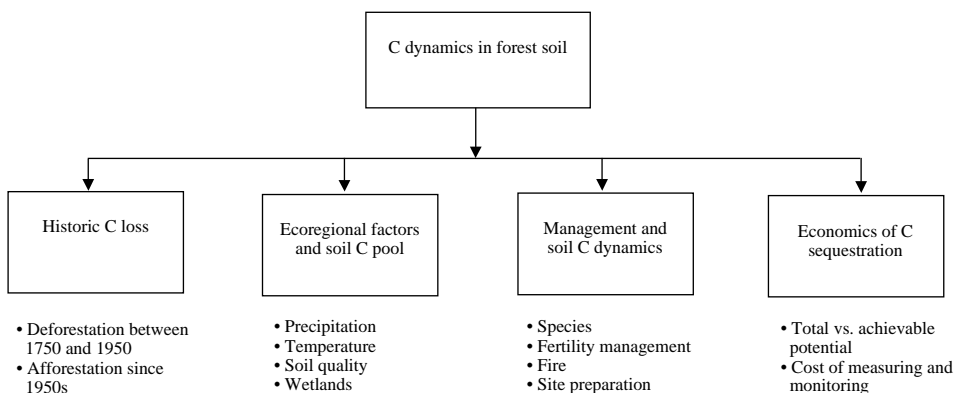 C dynamics in forest soil
Historic C loss
Ecoregional factors
and soil C pool
Management and
soil C dynamics
Economics of C
sequestration
• Deforestation between
1750 and 1950
• Afforestation since
1950s
• Precipitation
• Temperature
• Soil quality
• Wetlands
• Species
• Fertility management
• Fire
• Site preparation
• Total vs. achievable
potential
• Cost of measuring and
monitoring